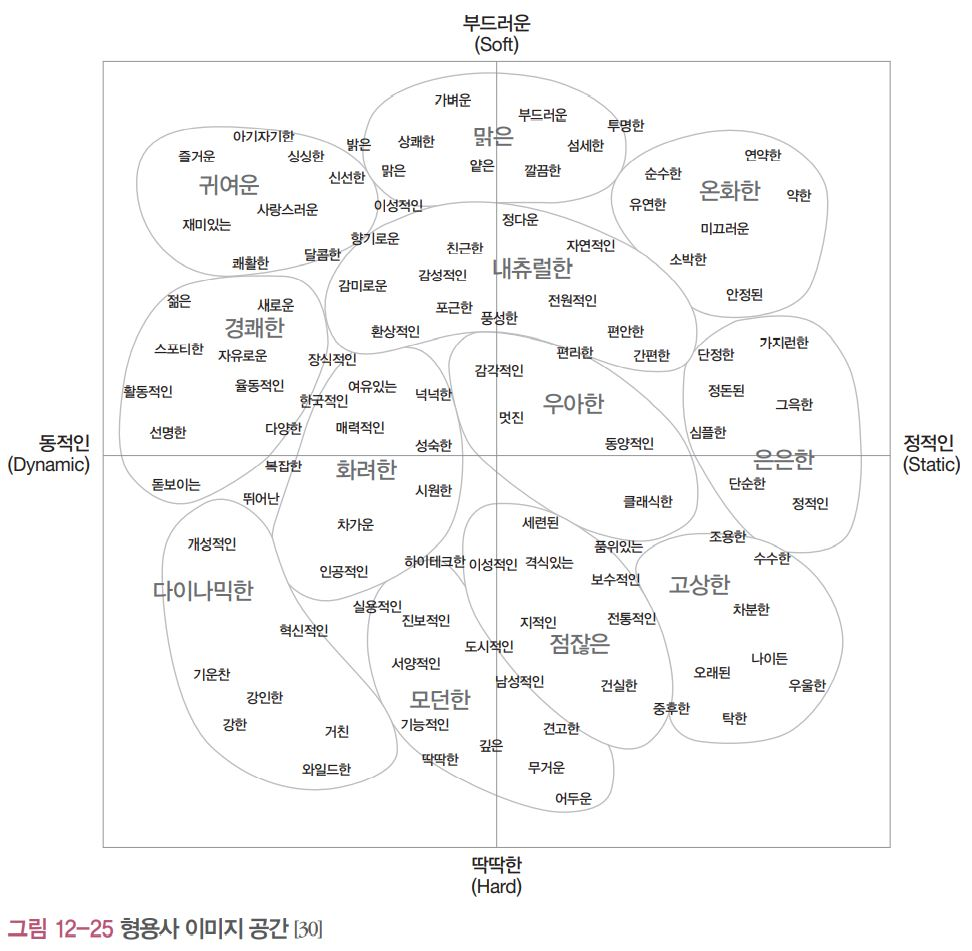 부드러운
(Soft)
가벼운
부드러운
투명한
아기자기한
밝은
상쾌한
맑은
섬세한
즐거운
싱싱한
연약한
신선한
맑은
얕은
깔끔한
순수한
귀여운
온화한
약한
사랑스러운
이성적인
유연한
재미있는
정다운
미끄러운
향기로운
친근한
자연적인
쾌활한
달콤한
내츄럴한
소박한
감성적인
감미로운
젊은
새로운
포근한
풍성한
전원적인
안정된
경쾌한
환상적인
편안한
스포티한
자유로운
장식적인
편리한
간편한
단정한
가지런한
감각적인
활동적인
율동적인
여유있는
넉넉한
정돈된
한국적인
우아한
그윽한
멋진
선명한
다양한
매력적인
심플한
동적인
(Dynamic)
성숙한
동양적인
정적인
(Static)
복잡한
화려한
은은한
돋보이는
뛰어난
시원한
단순한
클래식한
정적인
차가운
세련된
개성적인
품위있는
조용한
하이테크한
이성적인
격식있는
수수한
인공적인
보수적인
고상한
다이나믹한
실용적인
진보적인
지적인
전통적인
차분한
혁신적인
도시적인
점잖은
서양적인
나이든
기운찬
오래된
강인한
모던한
남성적인
건실한
우울한
중후한
강한
거친
기능적인
견고한
탁한
깊은
딱딱한
와일드한
무거운
어두운
딱딱한
(Hard)
그림 12-25 형용사 이미지 공간 [30]